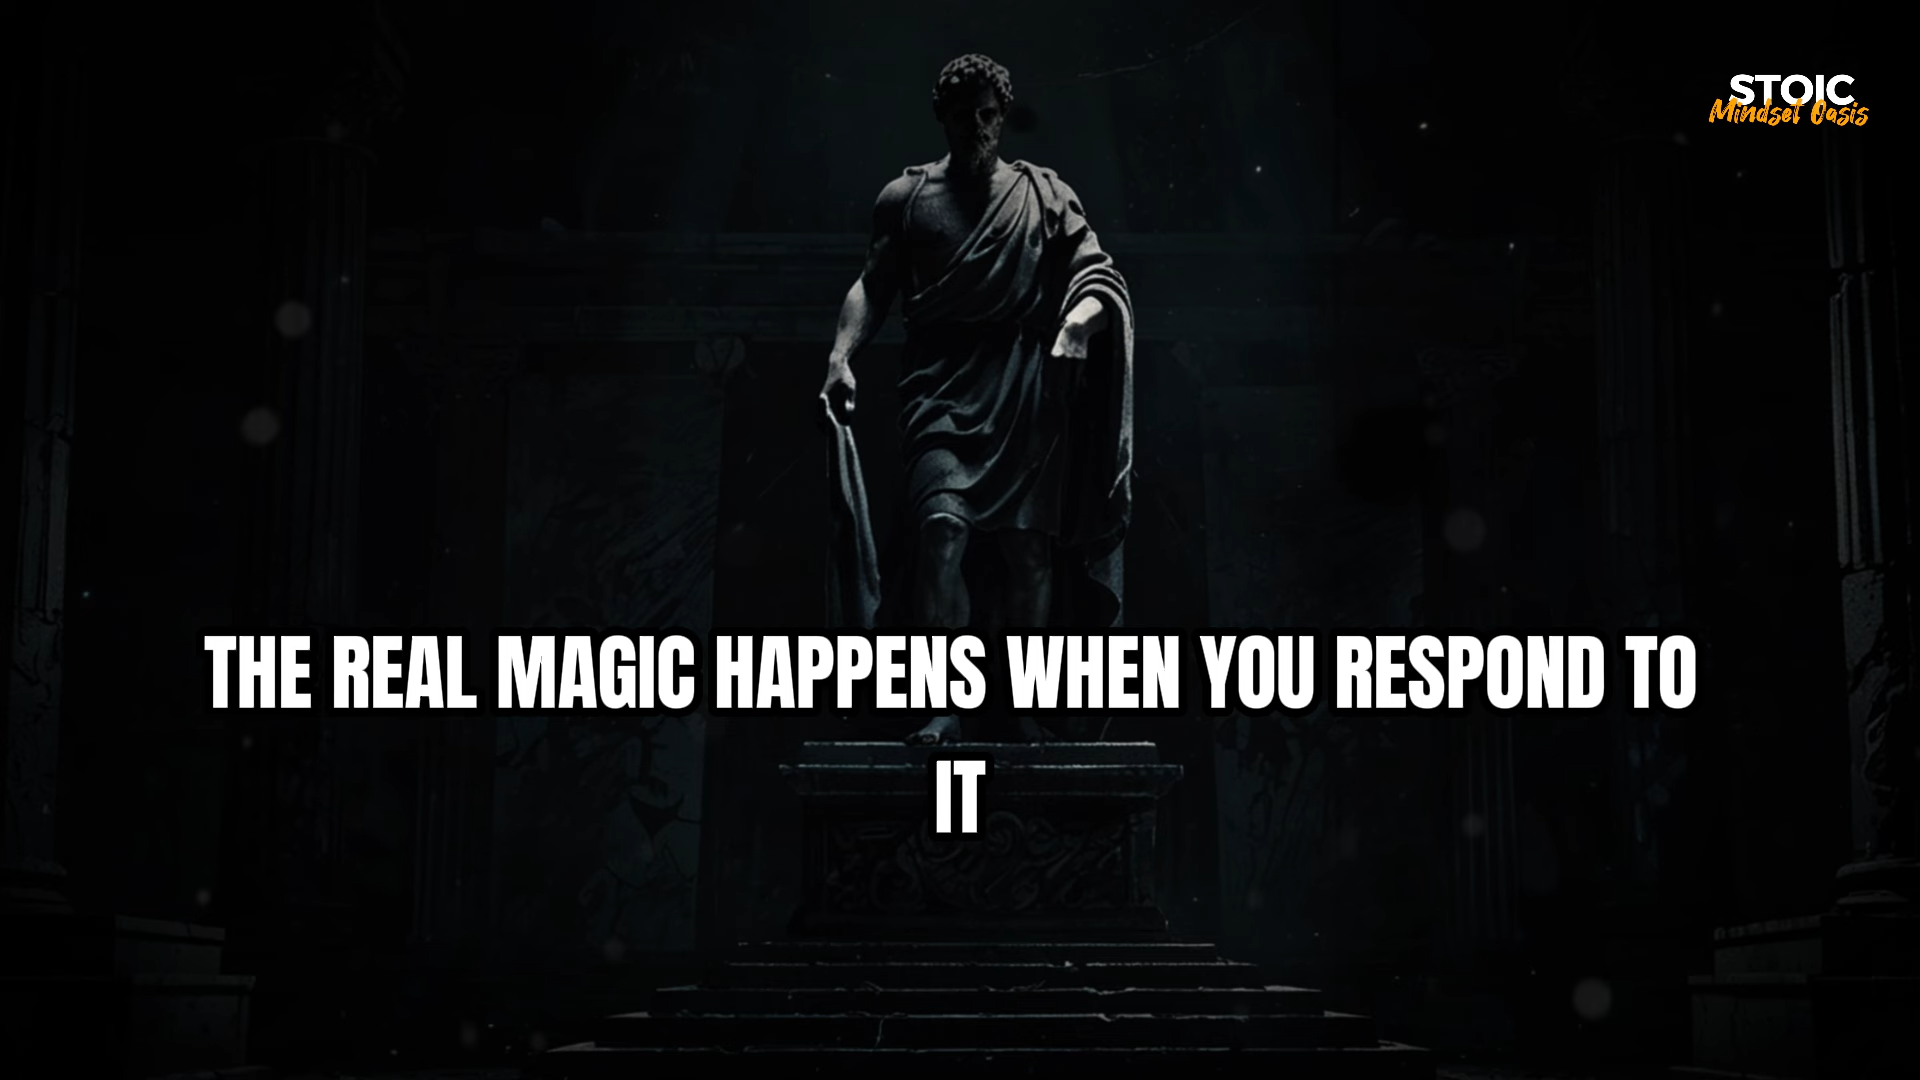 STOIC
Mindset Oasis
THE REAL MAGIC HAPPENS WHEN YOU RESPOND TO
IT